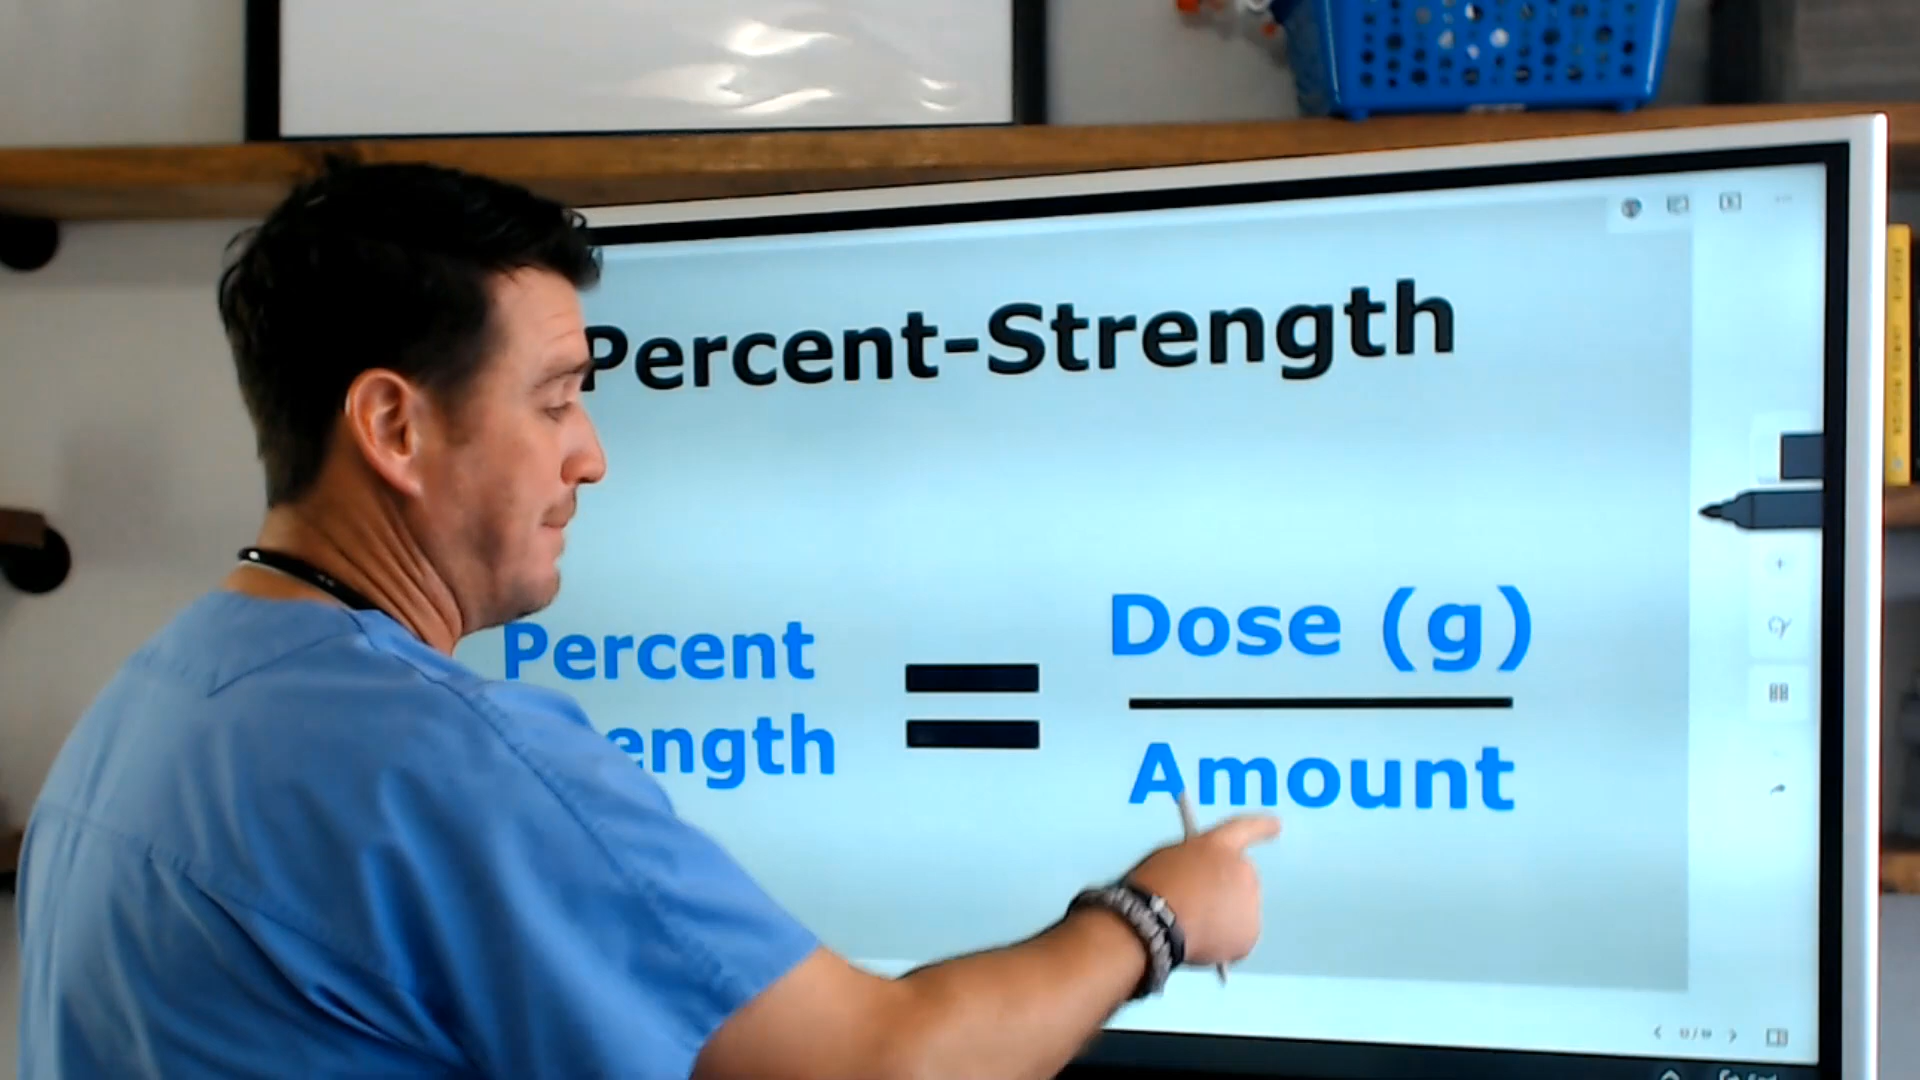 Percent-Strength
Percent
ength
=
Dose (g)
Amount